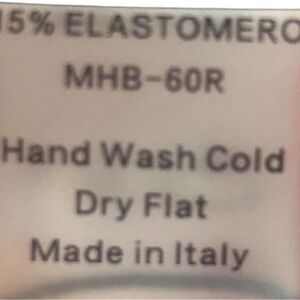 15% ELASTOMERO
MHB-60R
Hand Wash Cold
Dry Flat
Made in Italy